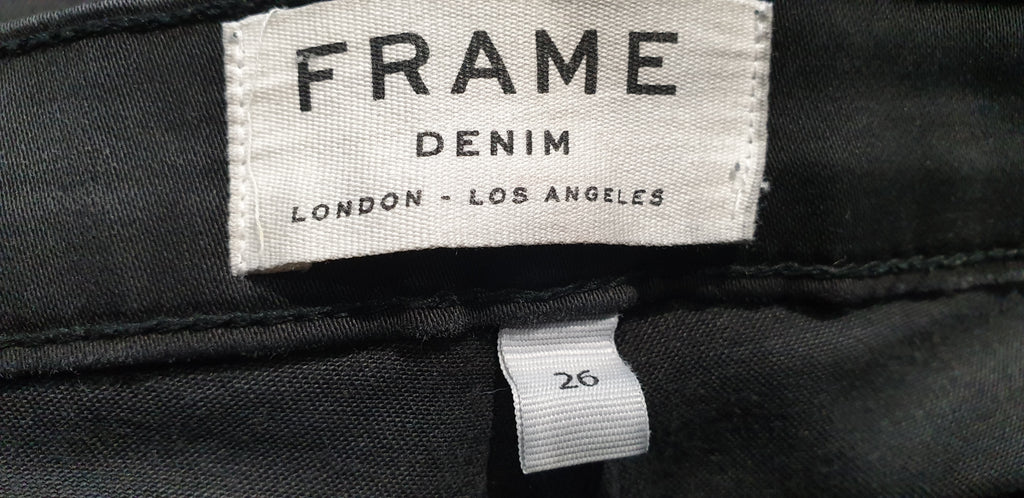 FRAME
DENIM
LONDON - LOS ANGELES
26